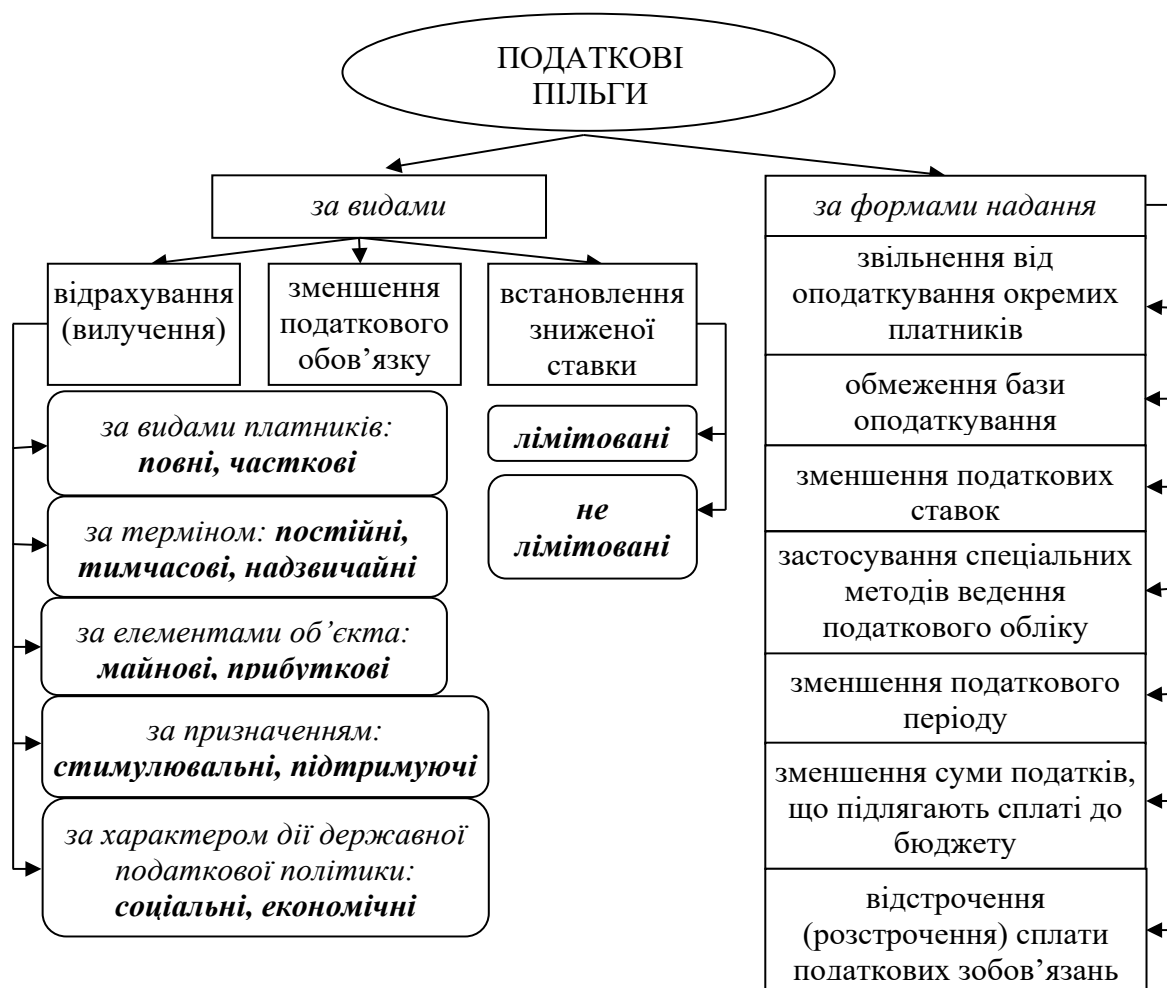 ПОДАТКОВІ
ПІЛЬГИ
за видами
відрахування
(вилучення)
зменшення
податкового
обов’язку
встановлення
зниженої
ставки
за видами платників:
повні, часткові
за терміном: постійні,
тимчасові, надзвичайні
за елементами об’єкта:
майнові, прибуткові
за призначенням:
стимулювальні, підтримуючі
за характером дії державної
податкової політики:
соціальні, економічні
лімітовані
не
лімітовані
за формами надання
звільнення від
оподаткування окремих
платників
обмеження бази
оподаткування
зменшення податкових
ставок
застосування спеціальних
методів ведення
податкового обліку
зменшення податкового
періоду
зменшення суми податків,
що підлягають сплаті до
бюджету
відстрочення
(розстрочення) сплати
податкових зобов’язань